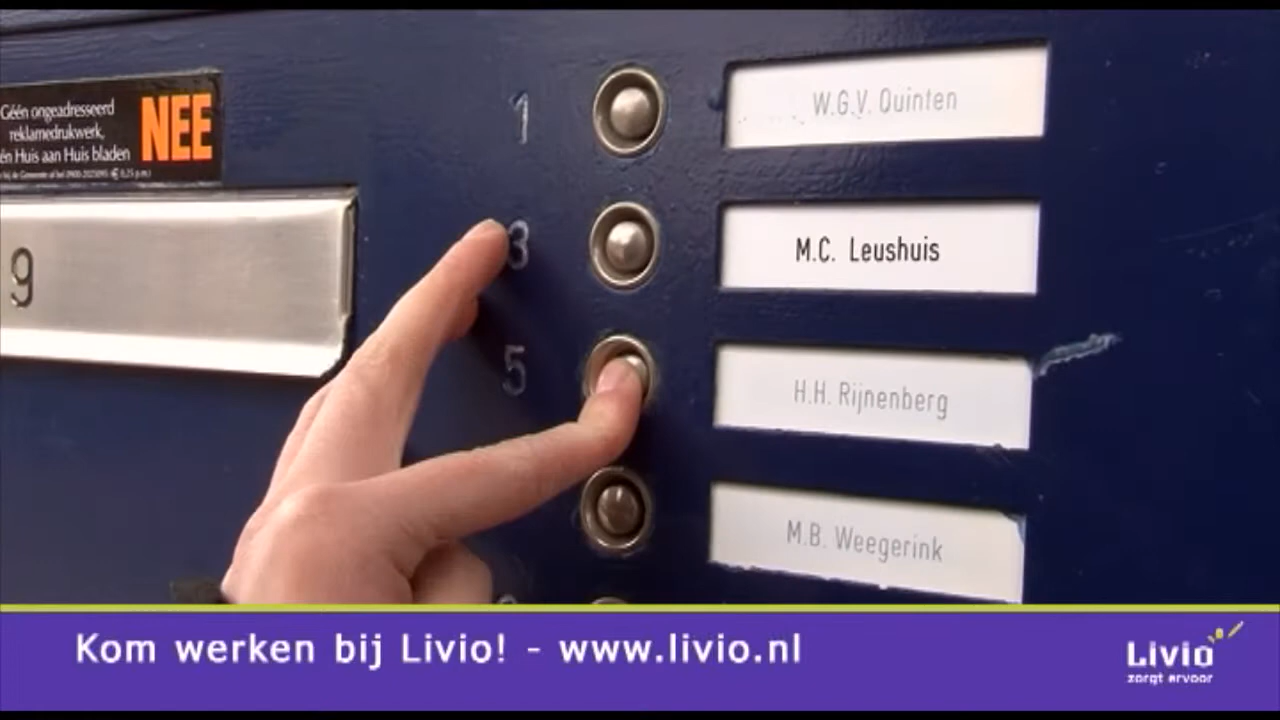 Géén ongeadresseerd
reklamedrukwerk,
én Huis aan Huis bladen
NEE
9
1
W.G.V. Quinten
3
M.C. Leushuis
5
H.H. Rijnenberg
M.B. Weegerink
Kom werken bij Livio! - www.livio.nl
Livio
zorgt ervoor